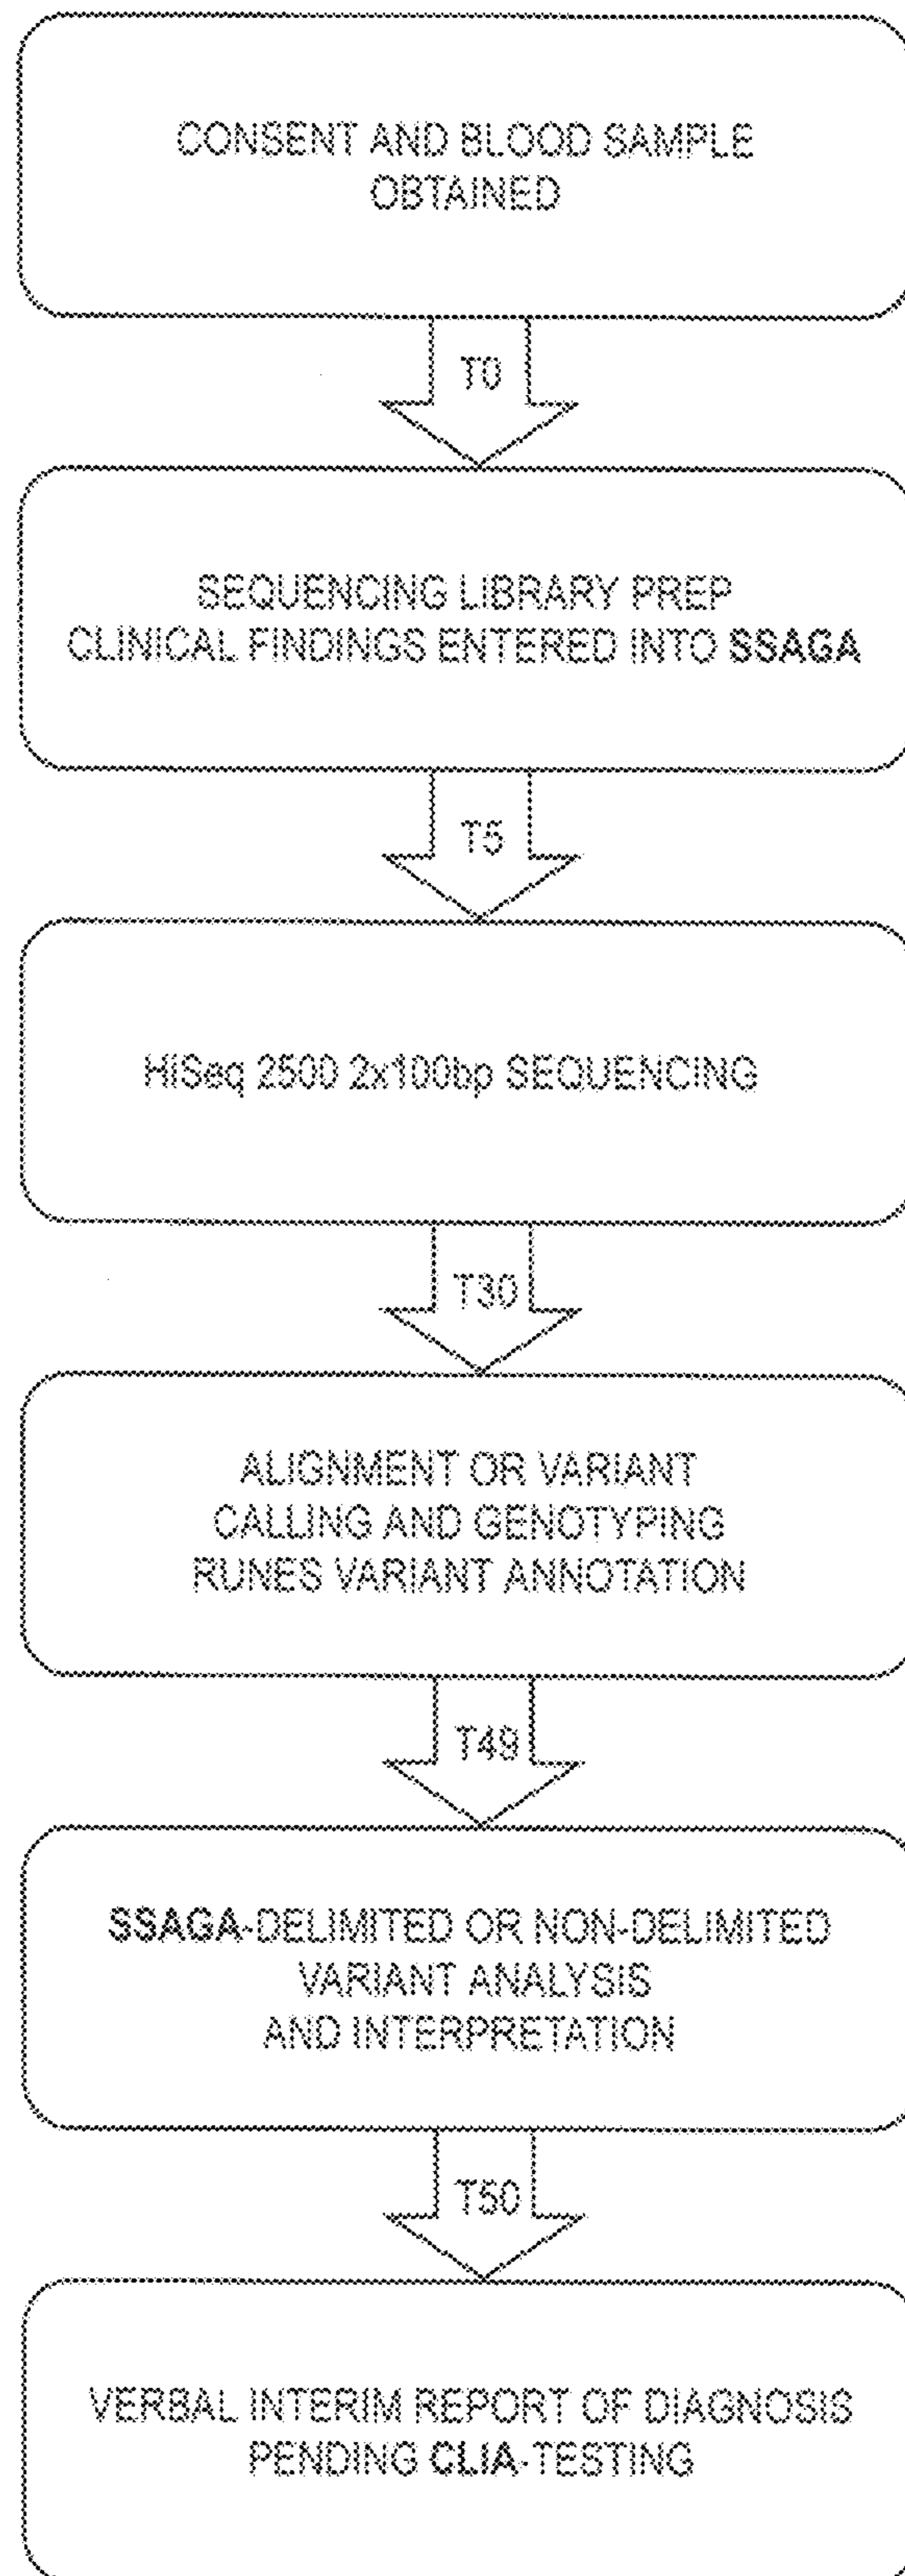 CONSENT AND BLOOD SAMPLE
OBTAINED
T0
SEQUENCING LIBRARY PREP
CLINICAL FINDINGS ENTERED INTO SSAGA
T5
HiSeq 2500 2x100bp SEQUENCING
T30
ALIGNMENT OR VARIANT
CALLING AND GENOTYPING
RUNES VARIANT ANNOTATION
T49
SSAGA-DELIMITED OR NON-DELIMITED
VARIANT ANALYSIS
AND INTERPRETATION
T50
VERBAL INTERIM REPORT OF DIAGNOSIS
PENDING CLIA-TESTING